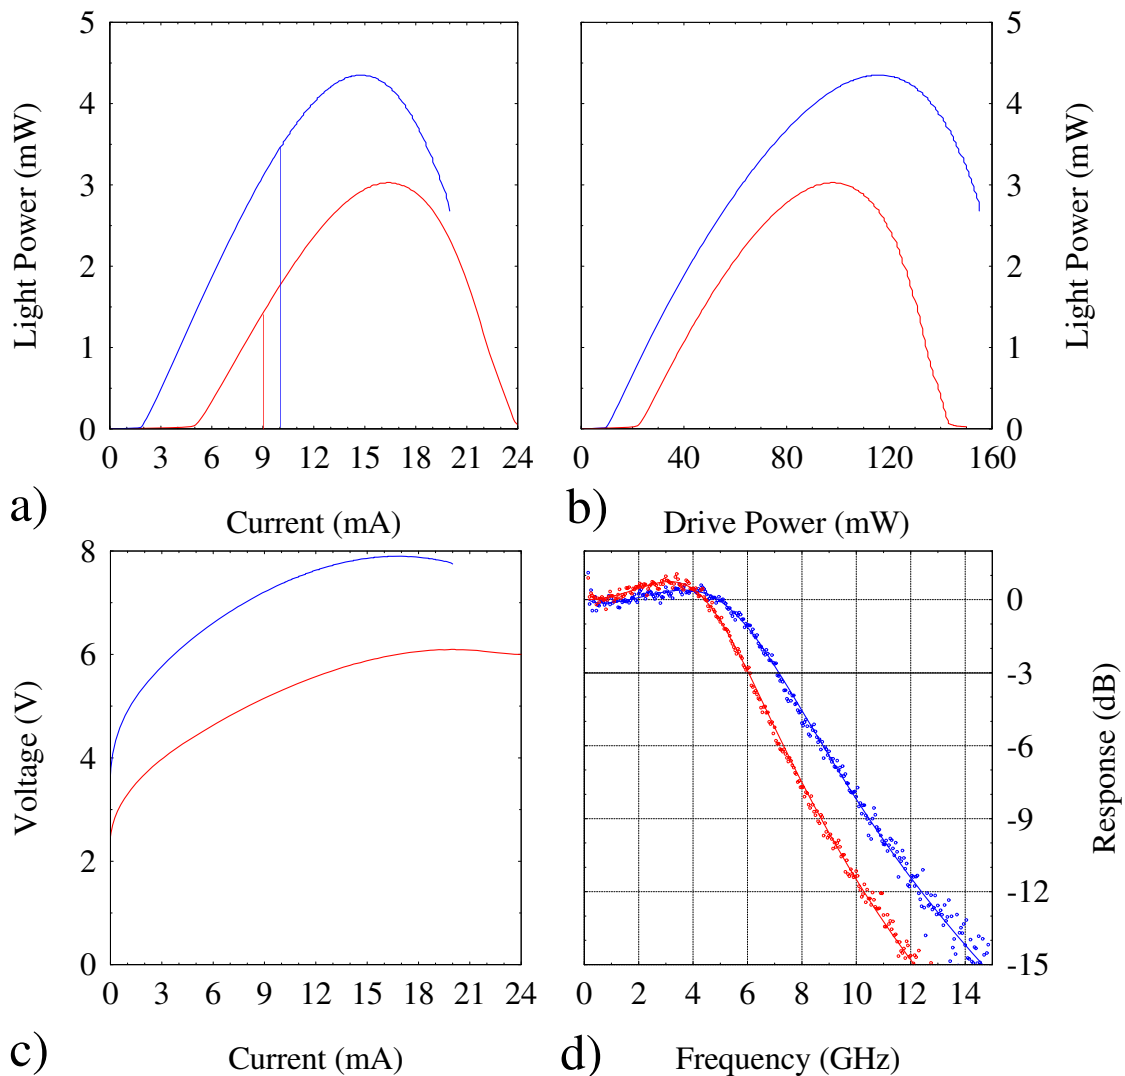 5
4
3
2
1
0
Light Power (mW)
0 3 6 9 12 15 18 21 24
a)
Current (mA)
5
4
3
2
1
0
Light Power (mW)
0 40 80 120 160
b)
Drive Power (mW)
8
6
4
2
0
Voltage (V)
0 3 6 9 12 15 18 21 24
c)
Current (mA)
0
-3
-6
-9
-12
-15
Response (dB)
0 2 4 6 8 10 12 14
d)
Frequency (GHz)